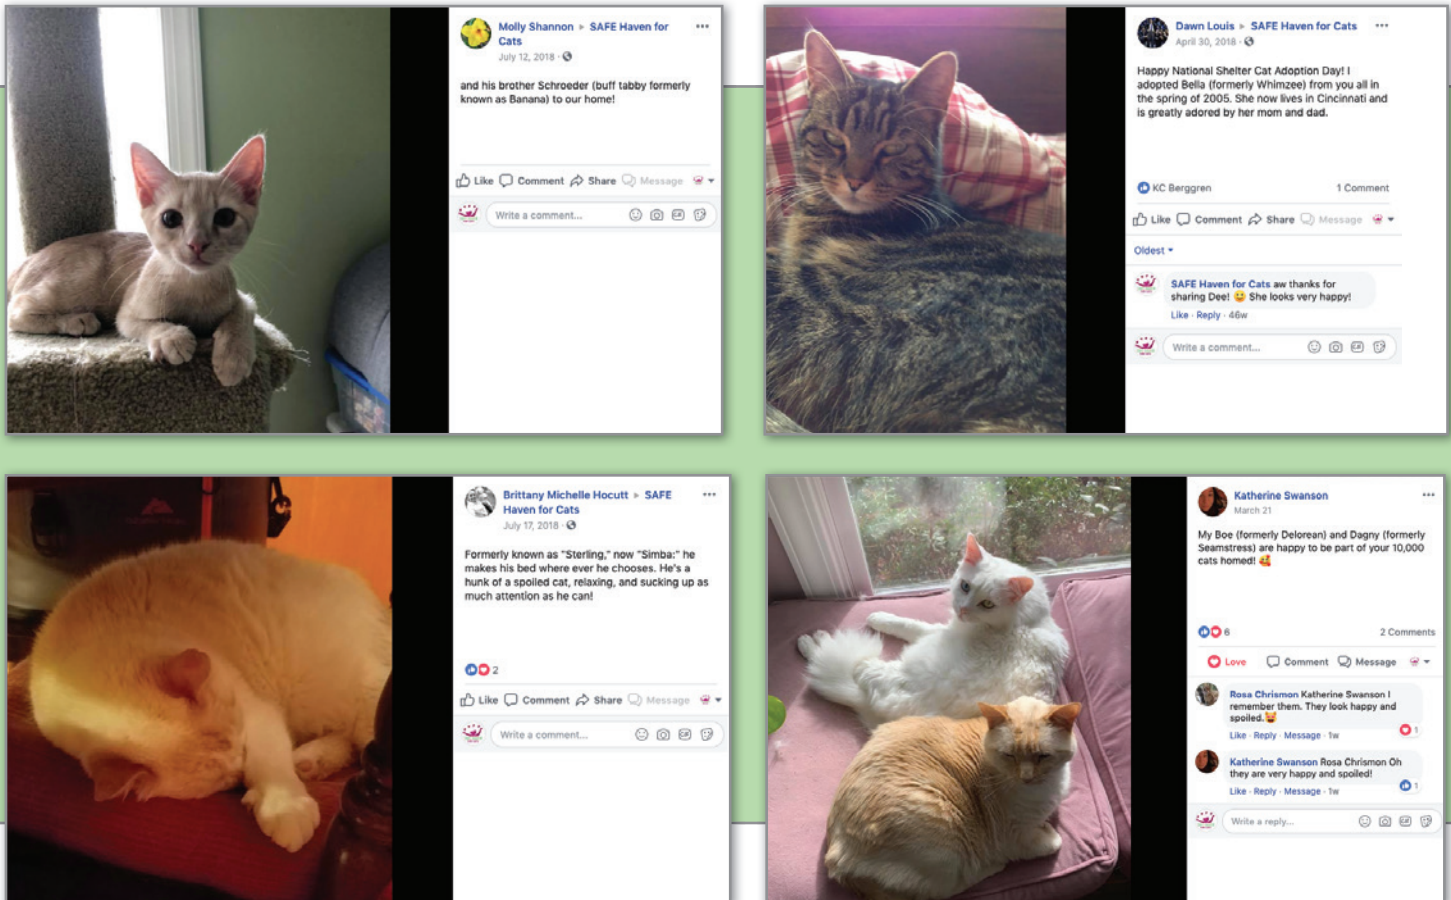 Molly Shannon ▸ SAFE Haven for
Cats
July 12, 2018 ·
and his brother Schroeder (buff tabby formerly
known as Banana) to our home!
Like Comment Share Message
Write a comment...
Dawn Louis ▸ SAFE Haven for Cats
April 30, 2018 ·
Happy National Shelter Cat Adoption Day! I
adopted Bella (formerly Whimzee) from you all in
the spring of 2005. She now lives in Cincinnati and
is greatly adored by her mom and dad.
KC Berggren 1 Comment
Like Comment Share Message
Oldest
SAFE Haven for Cats aw thanks for
sharing Dee! 😀 She looks very happy!
Like · Reply · 46w
Write a comment...
Brittany Michelle Hocutt ▸ SAFE
Haven for Cats
July 17, 2018 ·
Formerly known as "Sterling," now "Simba:" he
makes his bed where ever he chooses. He's a
hunk of a spoiled cat, relaxing, and sucking up as
much attention as he can!
2
Like Comment Share Message
Write a comment...
Katherine Swanson
March 21
My Boe (formerly Delorean) and Dagny (formerly
Seamstress) are happy to be part of your 10,000
cats homed! 🥰
6 2 Comments
Love Comment Message
Rosa Chrismon Katherine Swanson I
remember them. They look happy and
spoiled.😺
Like · Reply · Message · 1w 1
Katherine Swanson Rosa Chrismon Oh
they are very happy and spoiled!
Like · Reply · Message · 1w 1
Write a reply...